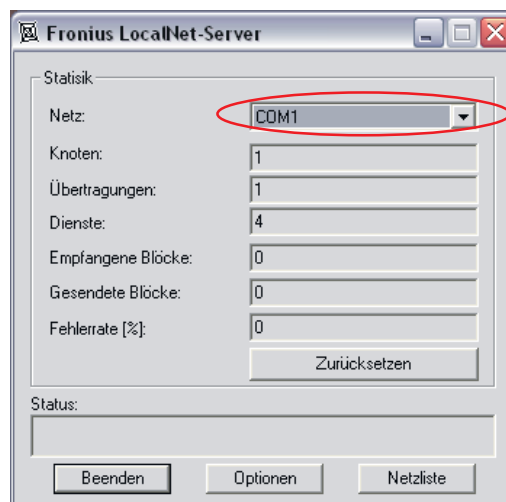 Fronius LocalNet-Server
Statisik
Netz: COM1
Knoten: 1
Übertragungen: 1
Dienste: 4
Empfangene Blöcke: 0
Gesendete Blöcke: 0
Fehlerrate [%]: 0
Zurücksetzen
Status:
Beenden Optionen Netzliste